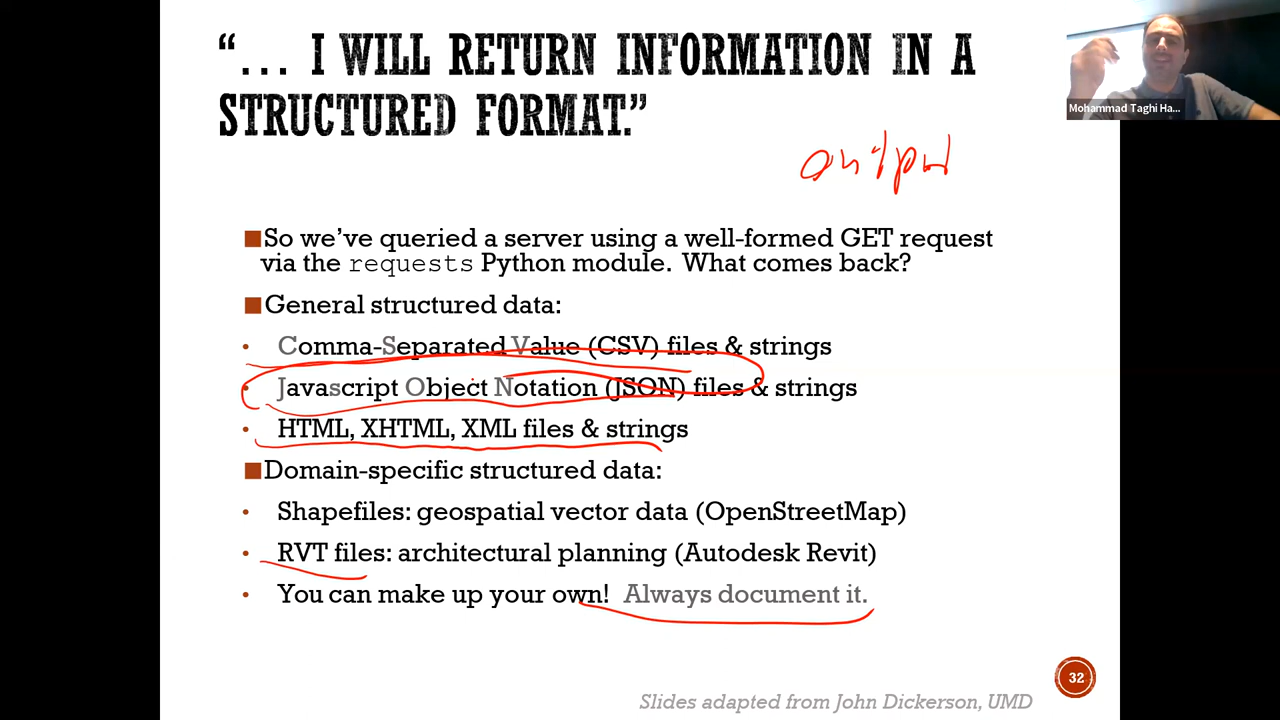 “... I WILL RETURN INFORMATION IN A
STRUCTURED FORMAT.”
Mohammad Taghi Ha...
output
So we’ve queried a server using a well-formed GET request
via the requests Python module. What comes back?
General structured data:
• Comma-Separated Value (CSV) files & strings
• Javascript Object Notation (JSON) files & strings
• HTML, XHTML, XML files & strings
Domain-specific structured data:
• Shapefiles: geospatial vector data (OpenStreetMap)
• RVT files: architectural planning (Autodesk Revit)
• You can make up your own! Always document it.
32
Slides adapted from John Dickerson, UMD